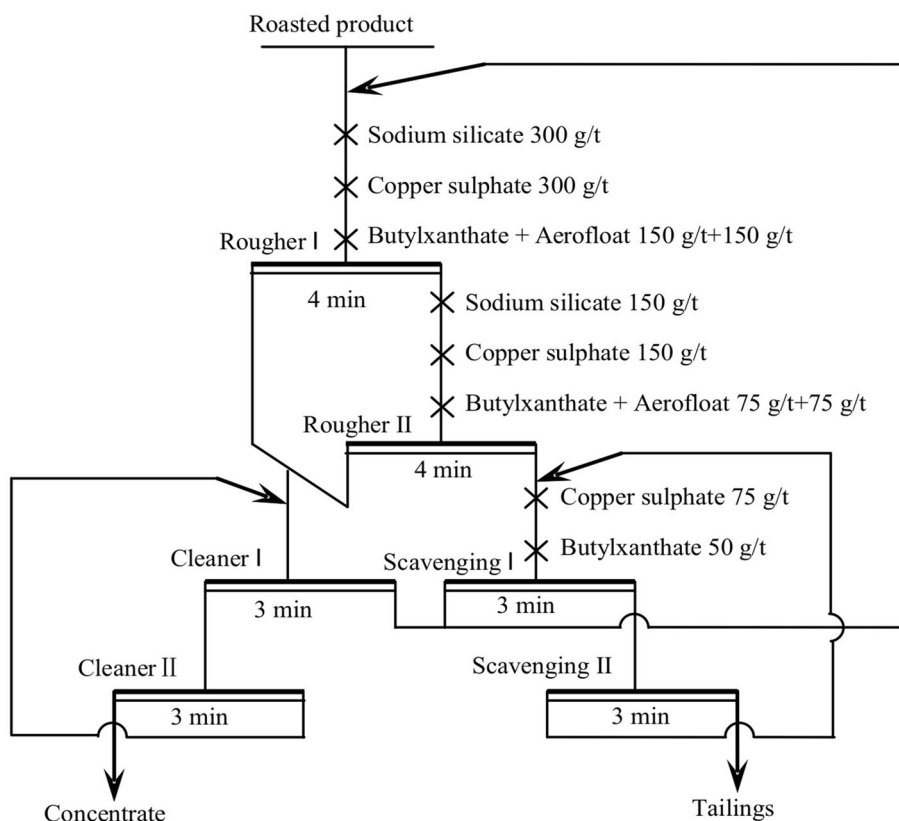 Roasted product
Sodium silicate 300 g/t
Copper sulphate 300 g/t
Butylxanthate + Aerofloat 150 g/t+150 g/t
Rougher Ⅰ
4 min
Sodium silicate 150 g/t
Copper sulphate 150 g/t
Butylxanthate + Aerofloat 75 g/t+75 g/t
Rougher II
4 min
Copper sulphate 75 g/t
Butylxanthate 50 g/t
Cleaner Ⅰ
Scavenging Ⅰ
3 min
3 min
Cleaner Ⅱ
Scavenging II
3 min
3 min
Concentrate
Tailings